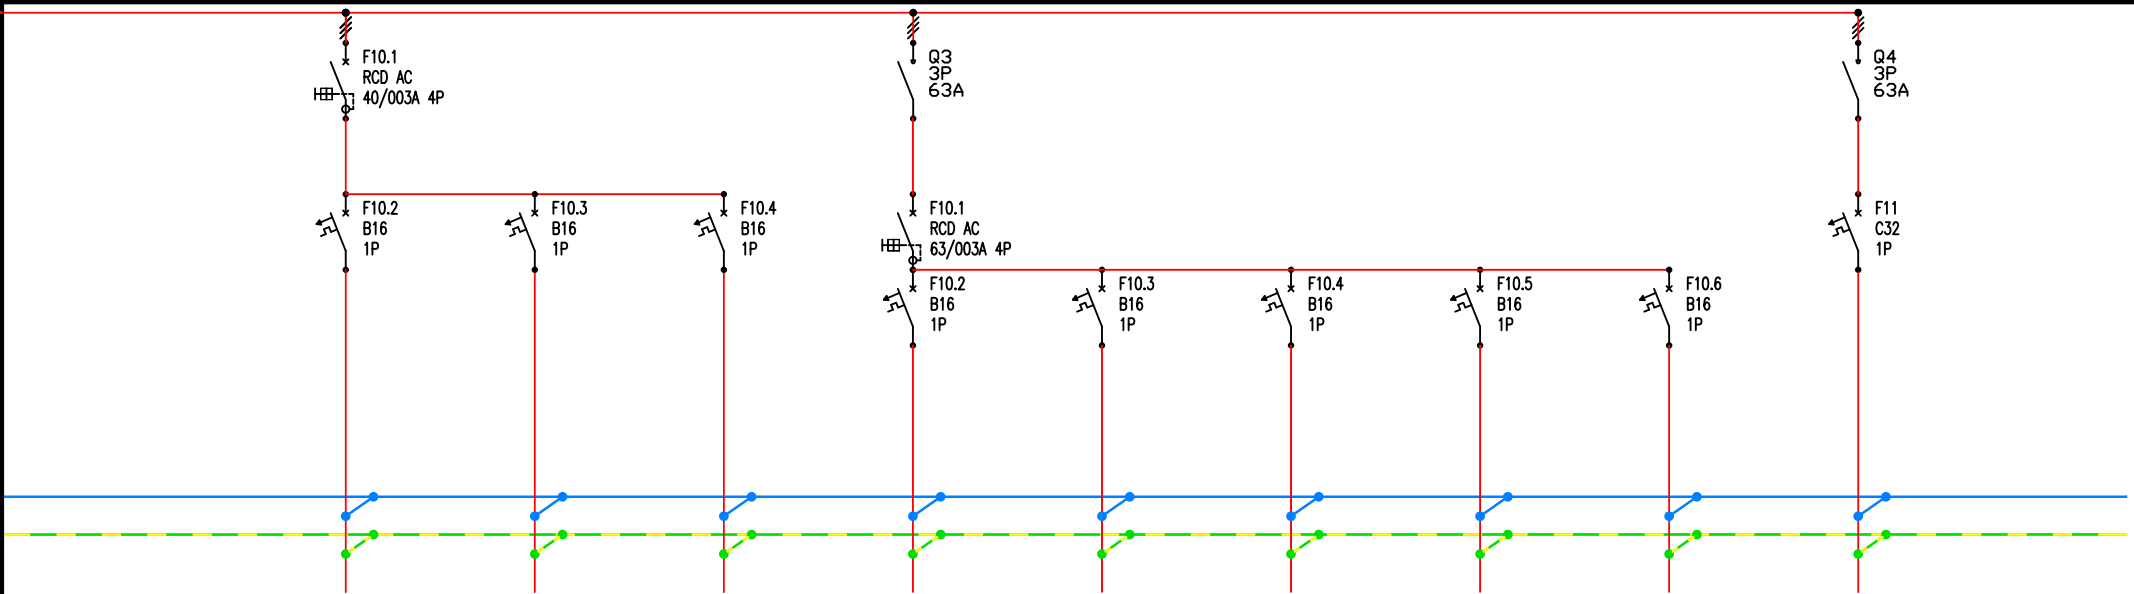 F10.1
RCD AC
40/003A 4P
Q3
3P
63A
Q4
3P
63A
F10.2
B16
1P
F10.3
B16
1P
F10.4
B16
1P
F10.1
RCD AC
63/003A 4P
F11
C32
1P
F10.2
B16
1P
F10.3
B16
1P
F10.4
B16
1P
F10.5
B16
1P
F10.6
B16
1P